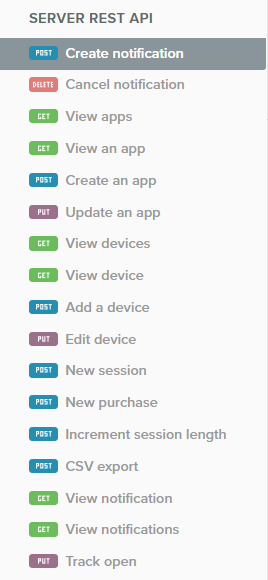 SERVER REST API
POST Create notification
DELETE Cancel notification
GET View apps
GET View an app
POST Create an app
PUT Update an app
GET View devices
GET View device
POST Add a device
PUT Edit device
POST New session
POST New purchase
POST Increment session length
POST CSV export
GET View notification
GET View notifications
PUT Track open